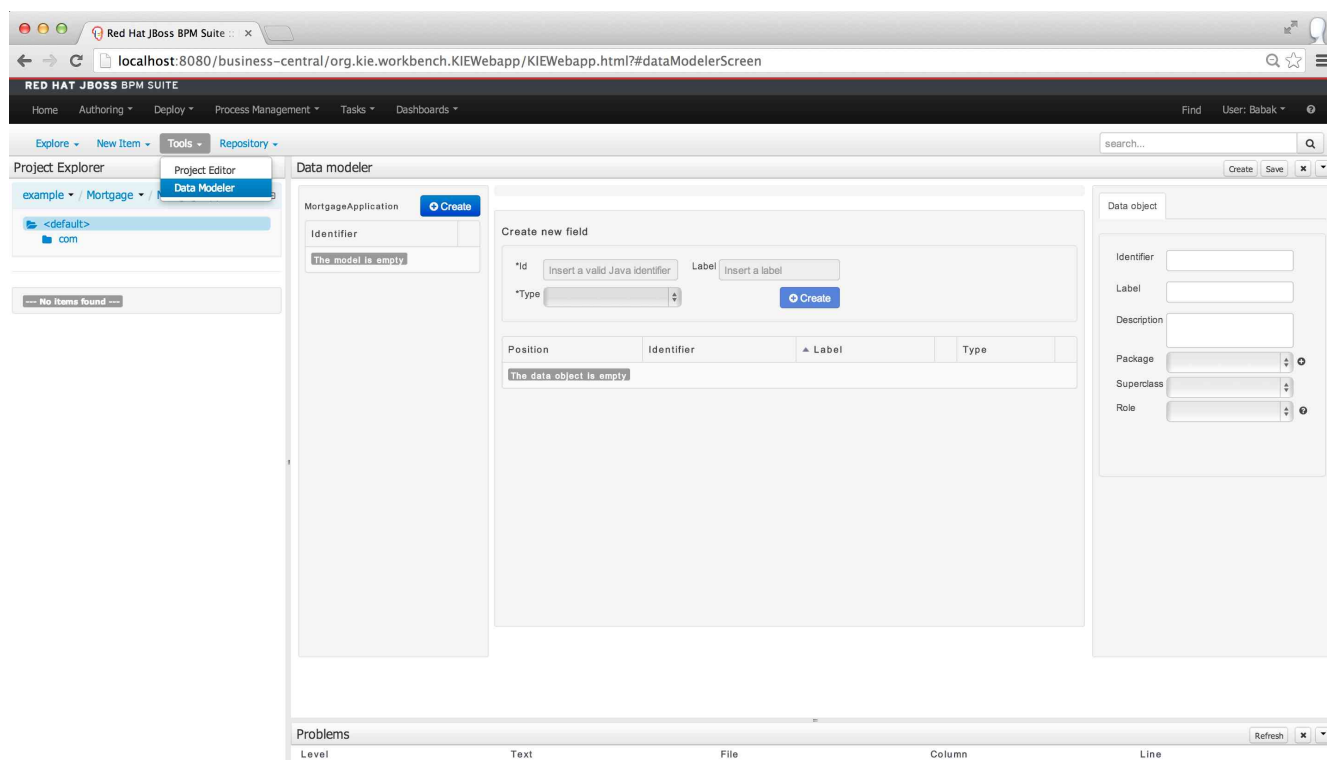 Red Hat JBoss BPM Suite ::
localhost:8080/business-central/org.kie.workbench.KIEWebapp/KIEWebapp.html?#dataModelerScreen
RED HAT JBOSS BPM SUITE
Home Authoring Deploy Process Management Tasks Dashboards Find User: Babak
Explore New Item Tools Repository search...
Project Editor
Data Modeler
Project Explorer Data modeler Create Save
example / Mortgage /
<default>
com
--- No items found ---
MortgageApplication Create
Identifier
The model is empty
Create new field
*Id Insert a valid Java identifier Label Insert a label
*Type Create
Position Identifier Label Type
The data object is empty
Data object
Identifier
Label
Description
Package
Superclass
Role
Problems Refresh
Level Text File Column Line